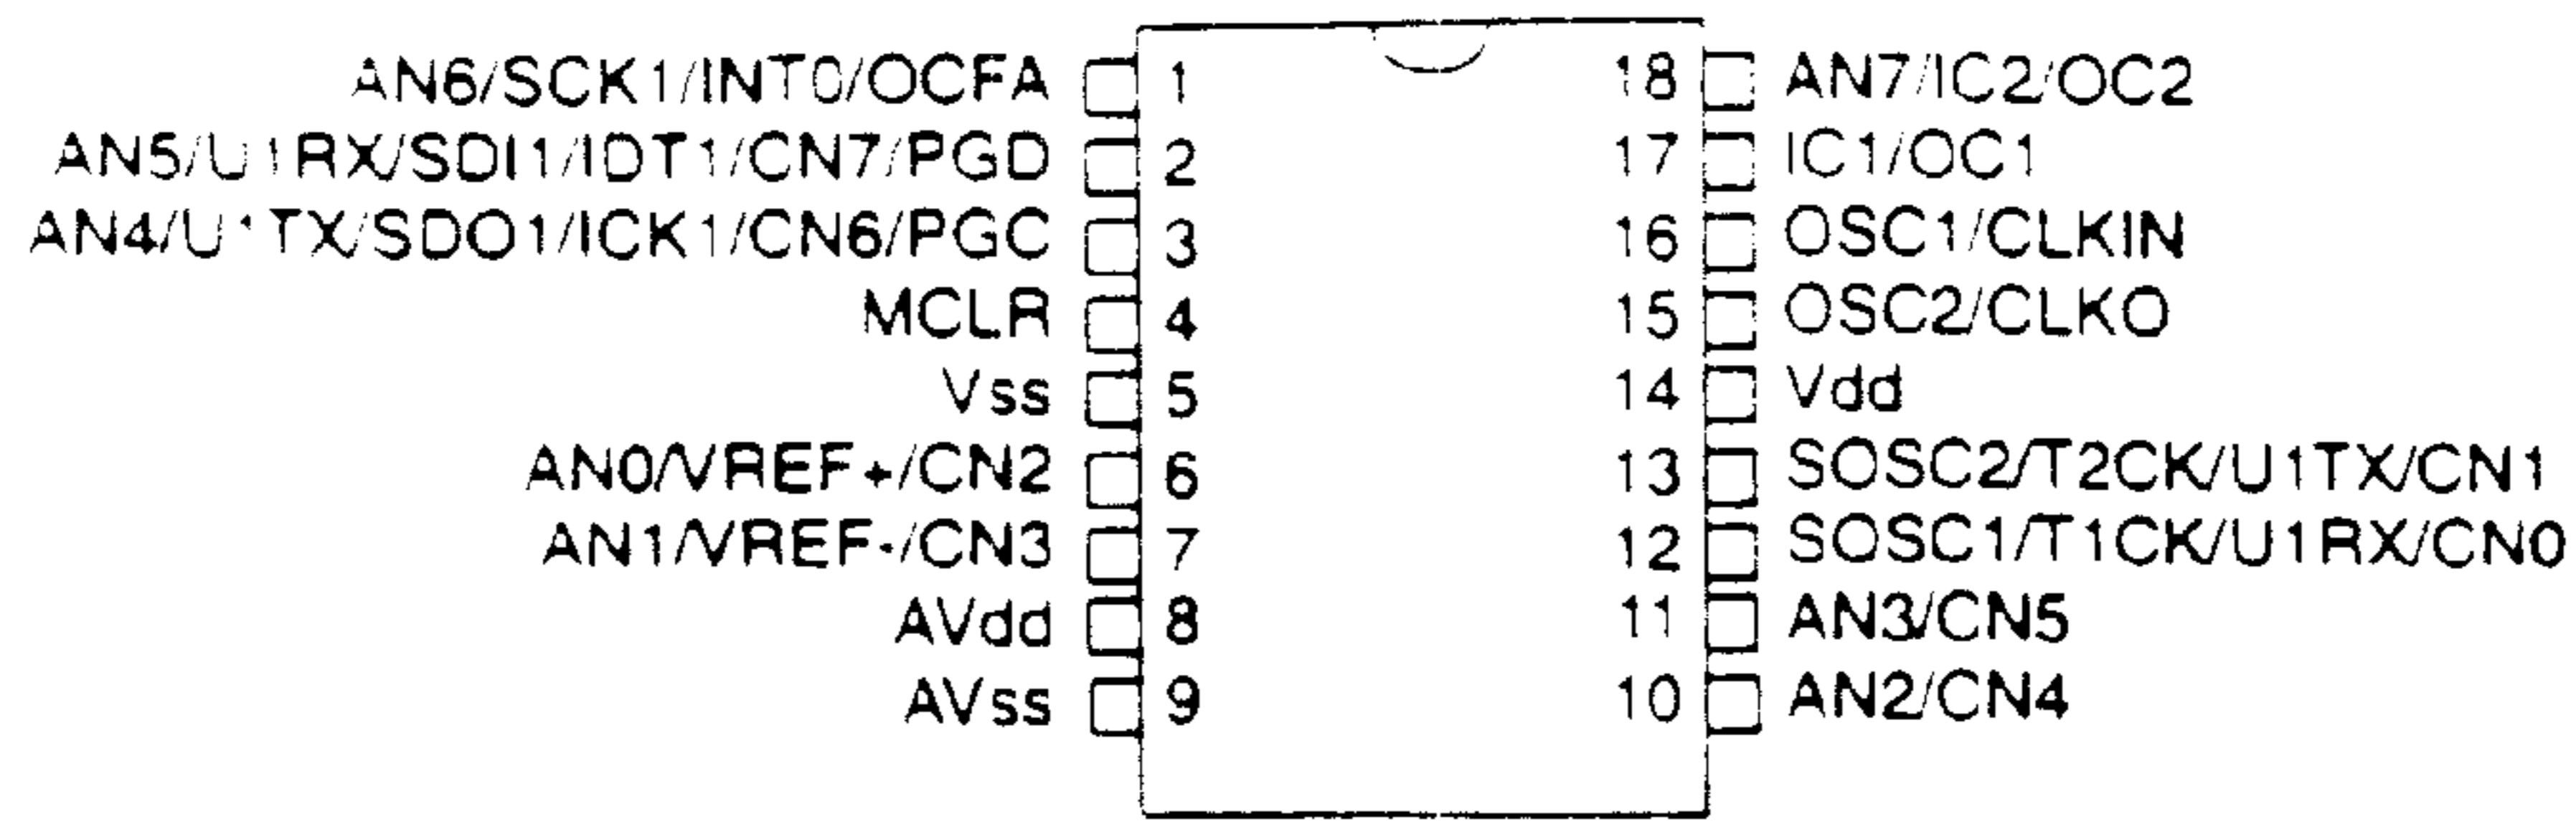 AN6/SCK1/INT0/OCFA 1 18 AN7/IC2/OC2
AN5/U1RX/SDI1/IDT1/CN7/PGD 2 17 IC1/OC1
AN4/U1TX/SDO1/ICK1/CN6/PGC 3 16 OSC1/CLKIN
MCLR 4 15 OSC2/CLKO
Vss 5 14 Vdd
AN0/VREF+/CN2 6 13 SOSC2/T2CK/U1TX/CN1
AN1/VREF-/CN3 7 12 SOSC1/T1CK/U1RX/CN0
AVdd 8 11 AN3/CN5
AVss 9 10 AN2/CN4